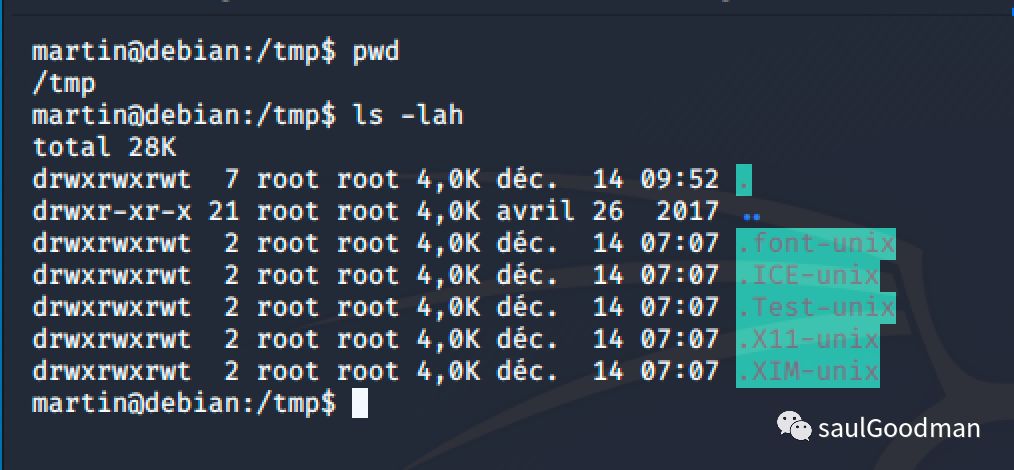 martin@debian:/tmp$ pwd
/tmp
martin@debian:/tmp$ ls -lah
total 28K
drwxrwxrwt  7 root root 4,0K déc.  14 09:52 .
drwxr-xr-x 21 root root 4,0K avril 26  2017 ..
drwxrwxrwt  2 root root 4,0K déc.  14 07:07 .font-unix
drwxrwxrwt  2 root root 4,0K déc.  14 07:07 .ICE-unix
drwxrwxrwt  2 root root 4,0K déc.  14 07:07 .Test-unix
drwxrwxrwt  2 root root 4,0K déc.  14 07:07 .X11-unix
drwxrwxrwt  2 root root 4,0K déc.  14 07:07 .XIM-unix
martin@debian:/tmp$
saulGoodman